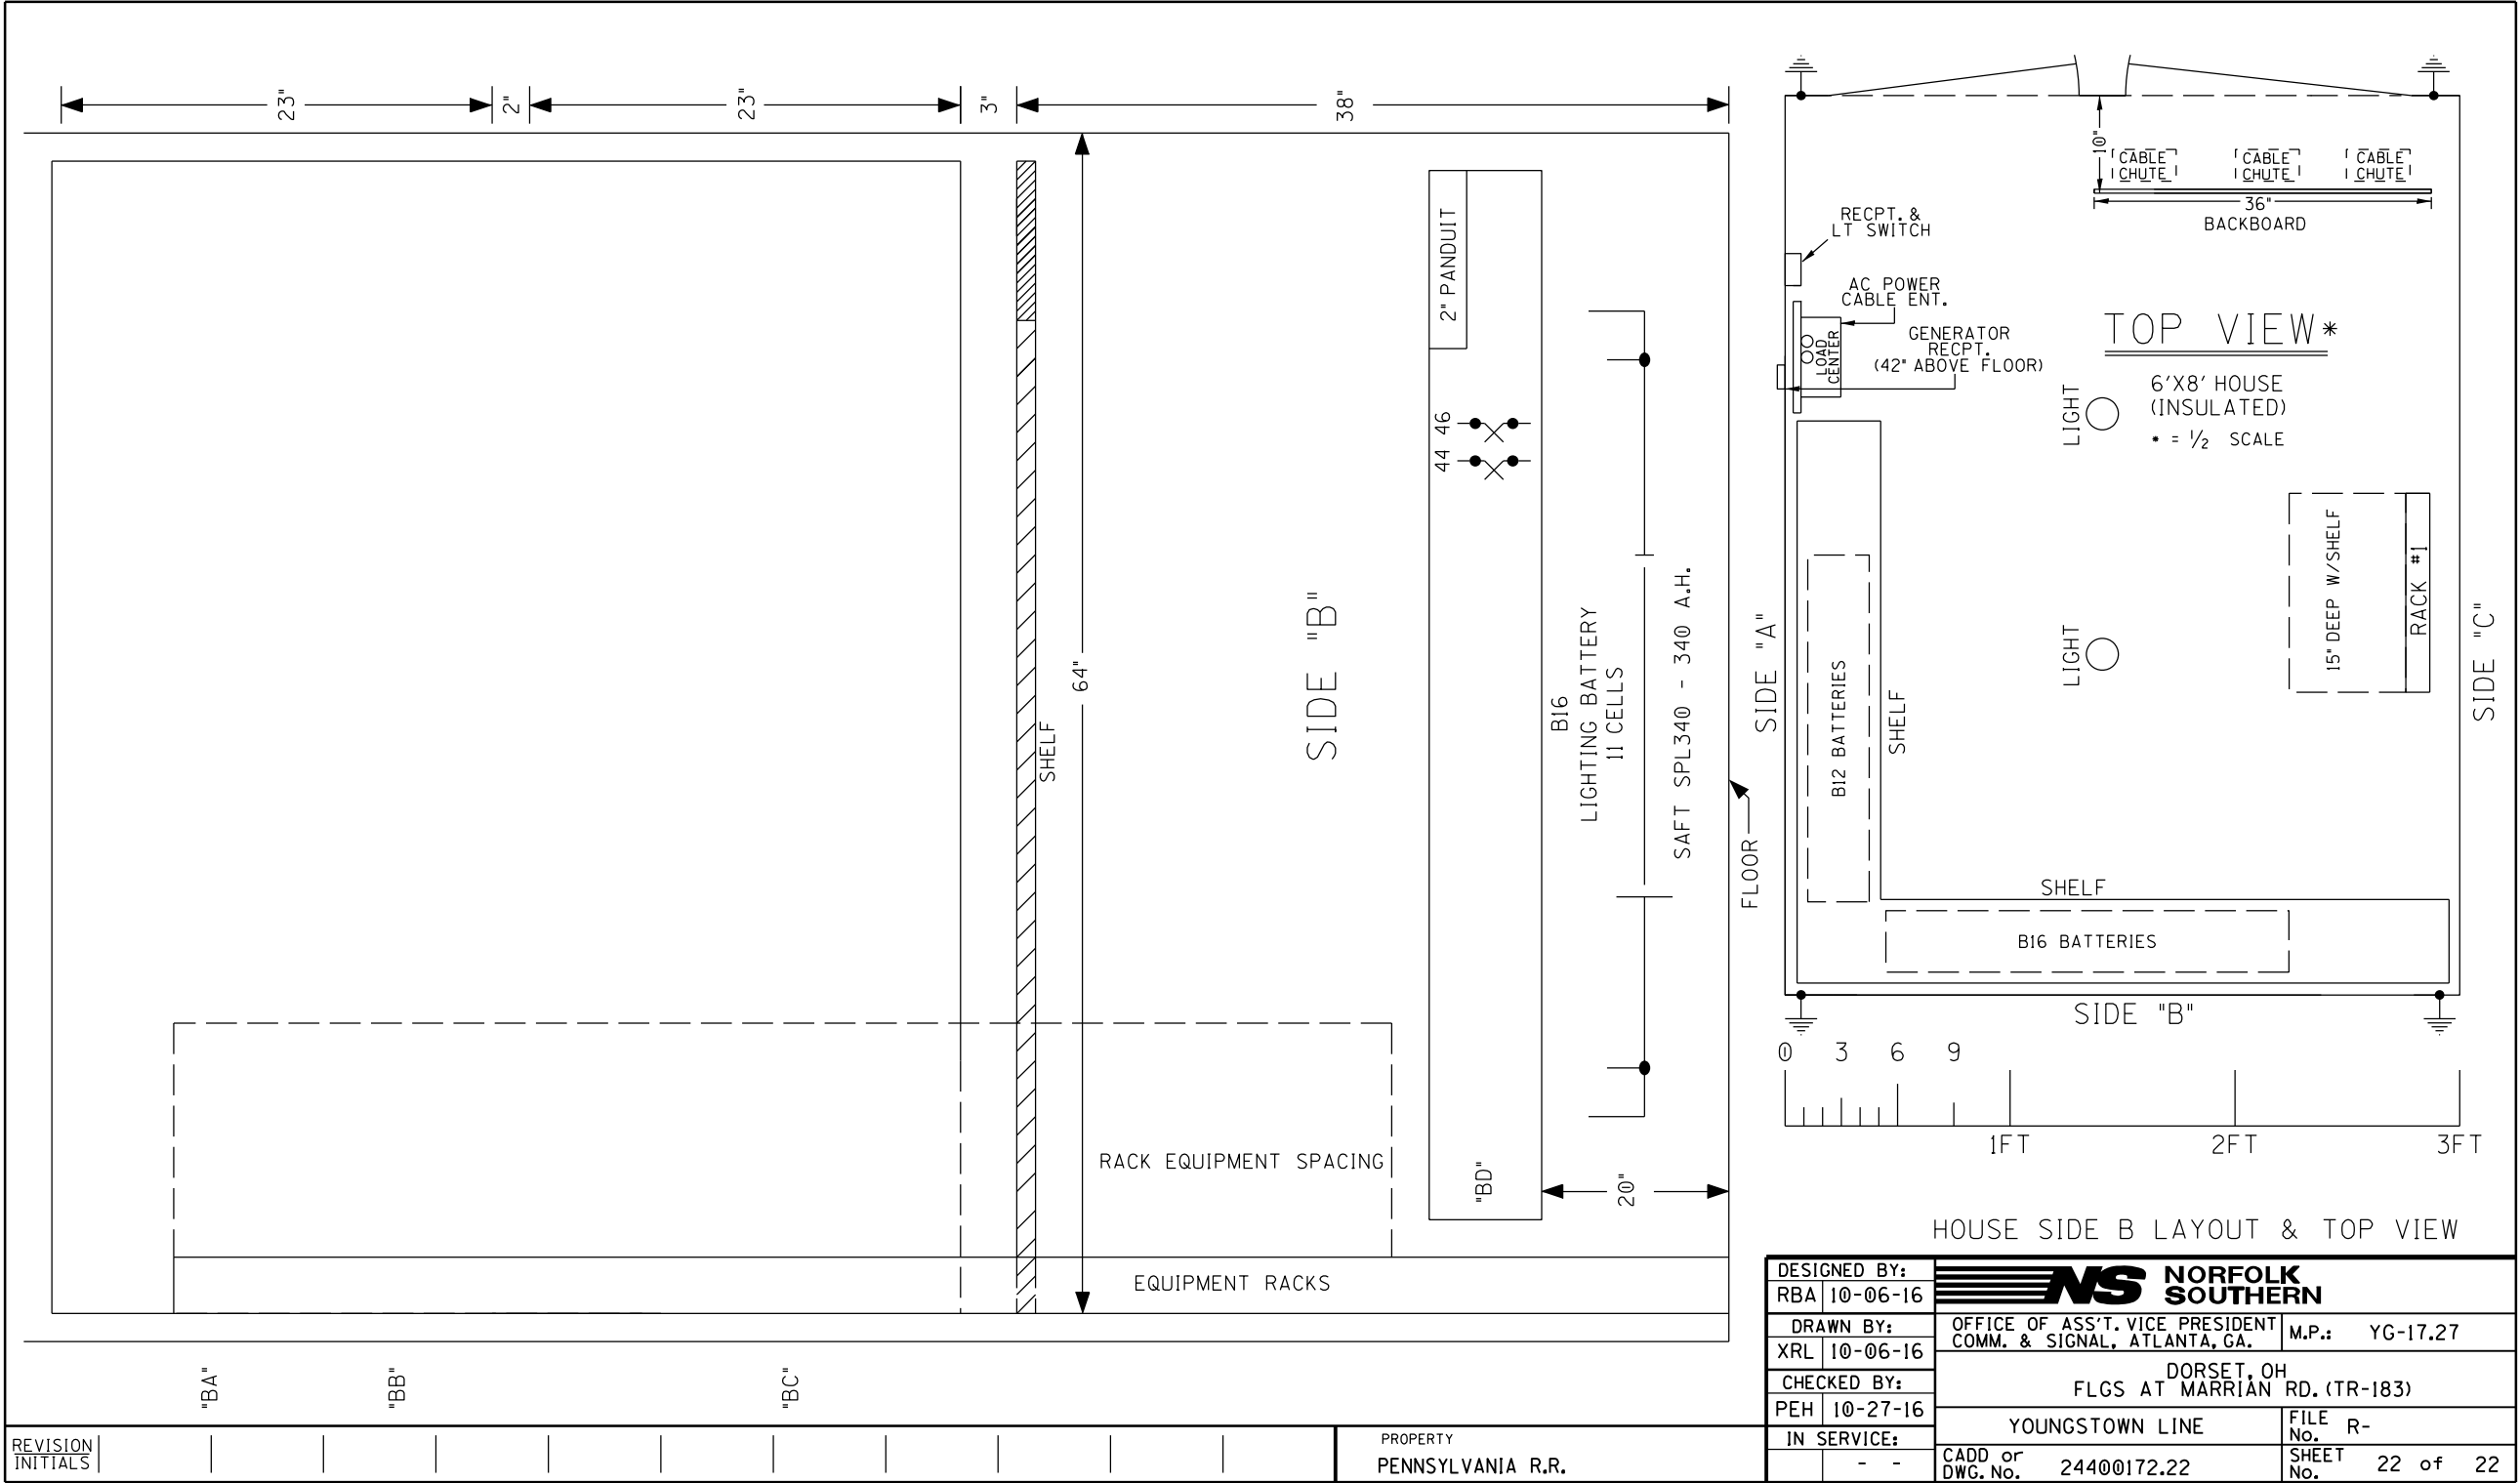 23"
2"
23"
3"
38"
2" PANDUIT
46
44
SIDE "B"
64"
SHELF
B16
LIGHTING BATTERY
11 CELLS
SAFT SPL340 - 340 A.H.
FLOOR
RACK EQUIPMENT SPACING
"BD"
20"
EQUIPMENT RACKS
"BA"
"BB"
"BC"
10"
CABLE
CHUTE
CABLE
CHUTE
CABLE
CHUTE
36"
BACKBOARD
RECPT. &
LT SWITCH
AC POWER
CABLE ENT.
GENERATOR
RECPT.
(42" ABOVE FLOOR)
LOAD
CENTER
TOP VIEW*
6'X8' HOUSE
(INSULATED)
* = 1/2 SCALE
LIGHT
LIGHT
15" DEEP W/SHELF
RACK #1
SIDE "A"
SIDE "C"
B12 BATTERIES
SHELF
SHELF
B16 BATTERIES
SIDE "B"
0 3 6 9
1FT 2FT 3FT
HOUSE SIDE B LAYOUT & TOP VIEW
DESIGNED BY:
RBA 10-06-16
DRAWN BY:
XRL 10-06-16
CHECKED BY:
PEH 10-27-16
IN SERVICE:
- -
NS NORFOLK
SOUTHERN
OFFICE OF ASS'T. VICE PRESIDENT
COMM. & SIGNAL, ATLANTA, GA.
M.P.: YG-17.27
DORSET, OH
FLGS AT MARRIAN RD. (TR-183)
YOUNGSTOWN LINE
FILE
No. R-
CADD or
DWG. No. 24400172.22
SHEET
No. 22 of 22
REVISION
INITIALS
PROPERTY
PENNSYLVANIA R.R.